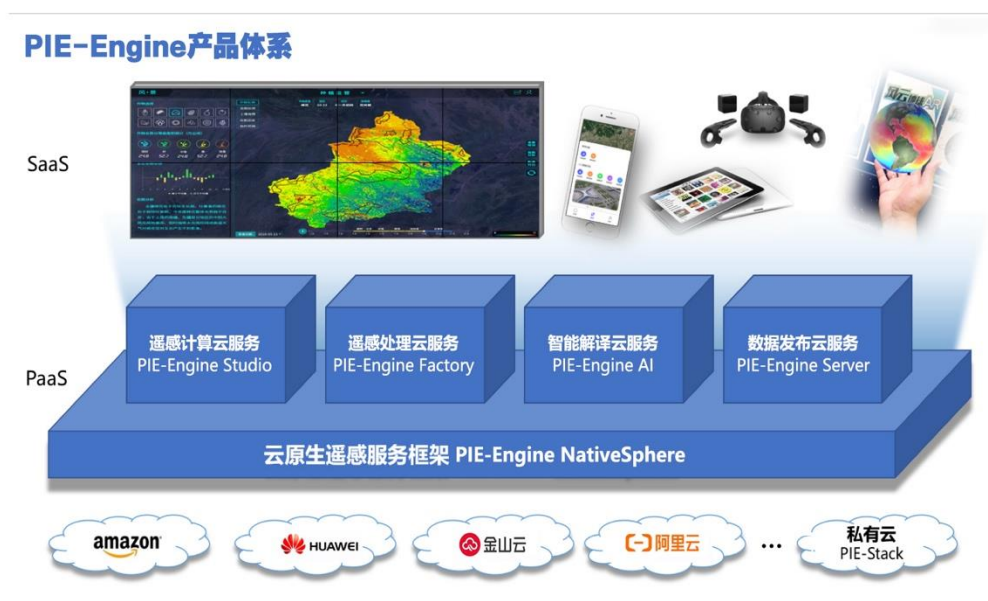 PIE-Engine产品体系
SaaS
遥感计算云服务
PIE-Engine Studio
遥感处理云服务
PIE-Engine Factory
智能解译云服务
PIE-Engine AI
数据发布云服务
PIE-Engine Server
PaaS
云原生遥感服务框架 PIE-Engine NativeSphere
amazon
HUAWEI
金山云
阿里云
...
私有云
PIE-Stack